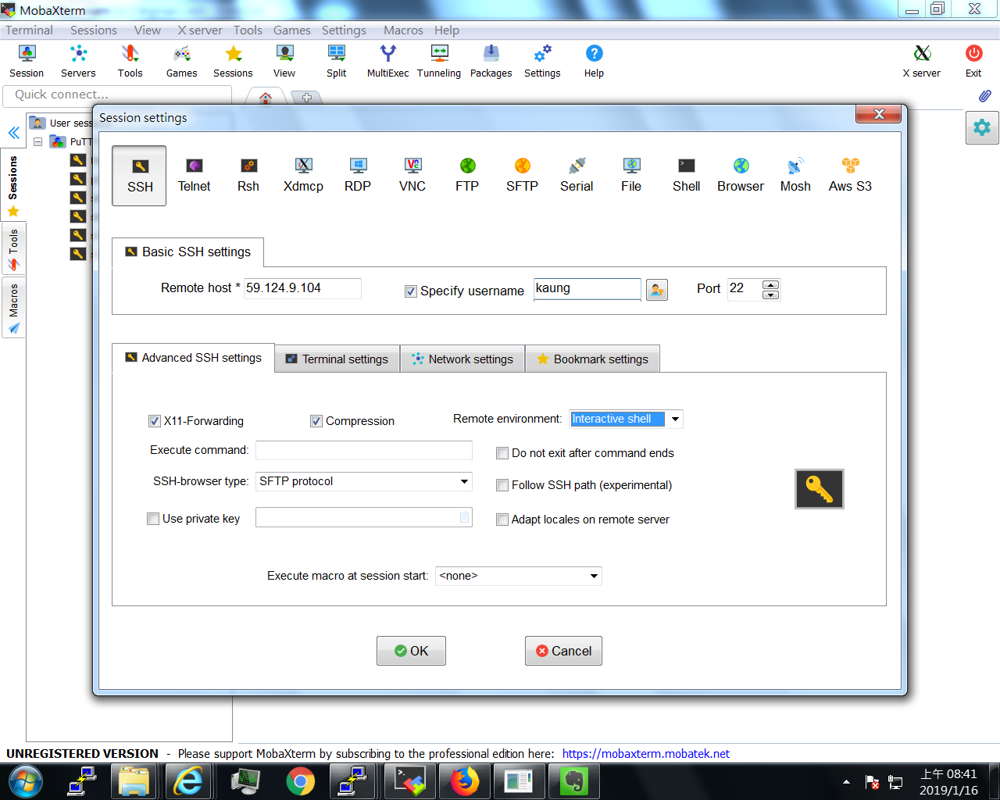 MobaXterm
Terminal Sessions View X server Tools Games Settings Macros Help
Session Servers Tools Games Sessions View Split MultiExec Tunneling Packages Settings Help X server Exit
Quick connect...
Session settings
User sess
PuTT
Sessions
Tools
Macros
SSH Telnet Rsh Xdmcp RDP VNC FTP SFTP Serial File Shell Browser Mosh Aws S3
Basic SSH settings
Remote host * 59.124.9.104 Specify username kaung Port 22
Advanced SSH settings Terminal settings Network settings Bookmark settings
X11-Forwarding Compression Remote environment: Interactive shell
Execute command: Do not exit after command ends
SSH-browser type: SFTP protocol Follow SSH path (experimental)
Use private key Adapt locales on remote server
Execute macro at session start: <none>
OK Cancel
UNREGISTERED VERSION - Please support MobaXterm by subscribing to the professional edition here: https://mobaxterm.mobatek.net
上午 08:41
2019/1/16